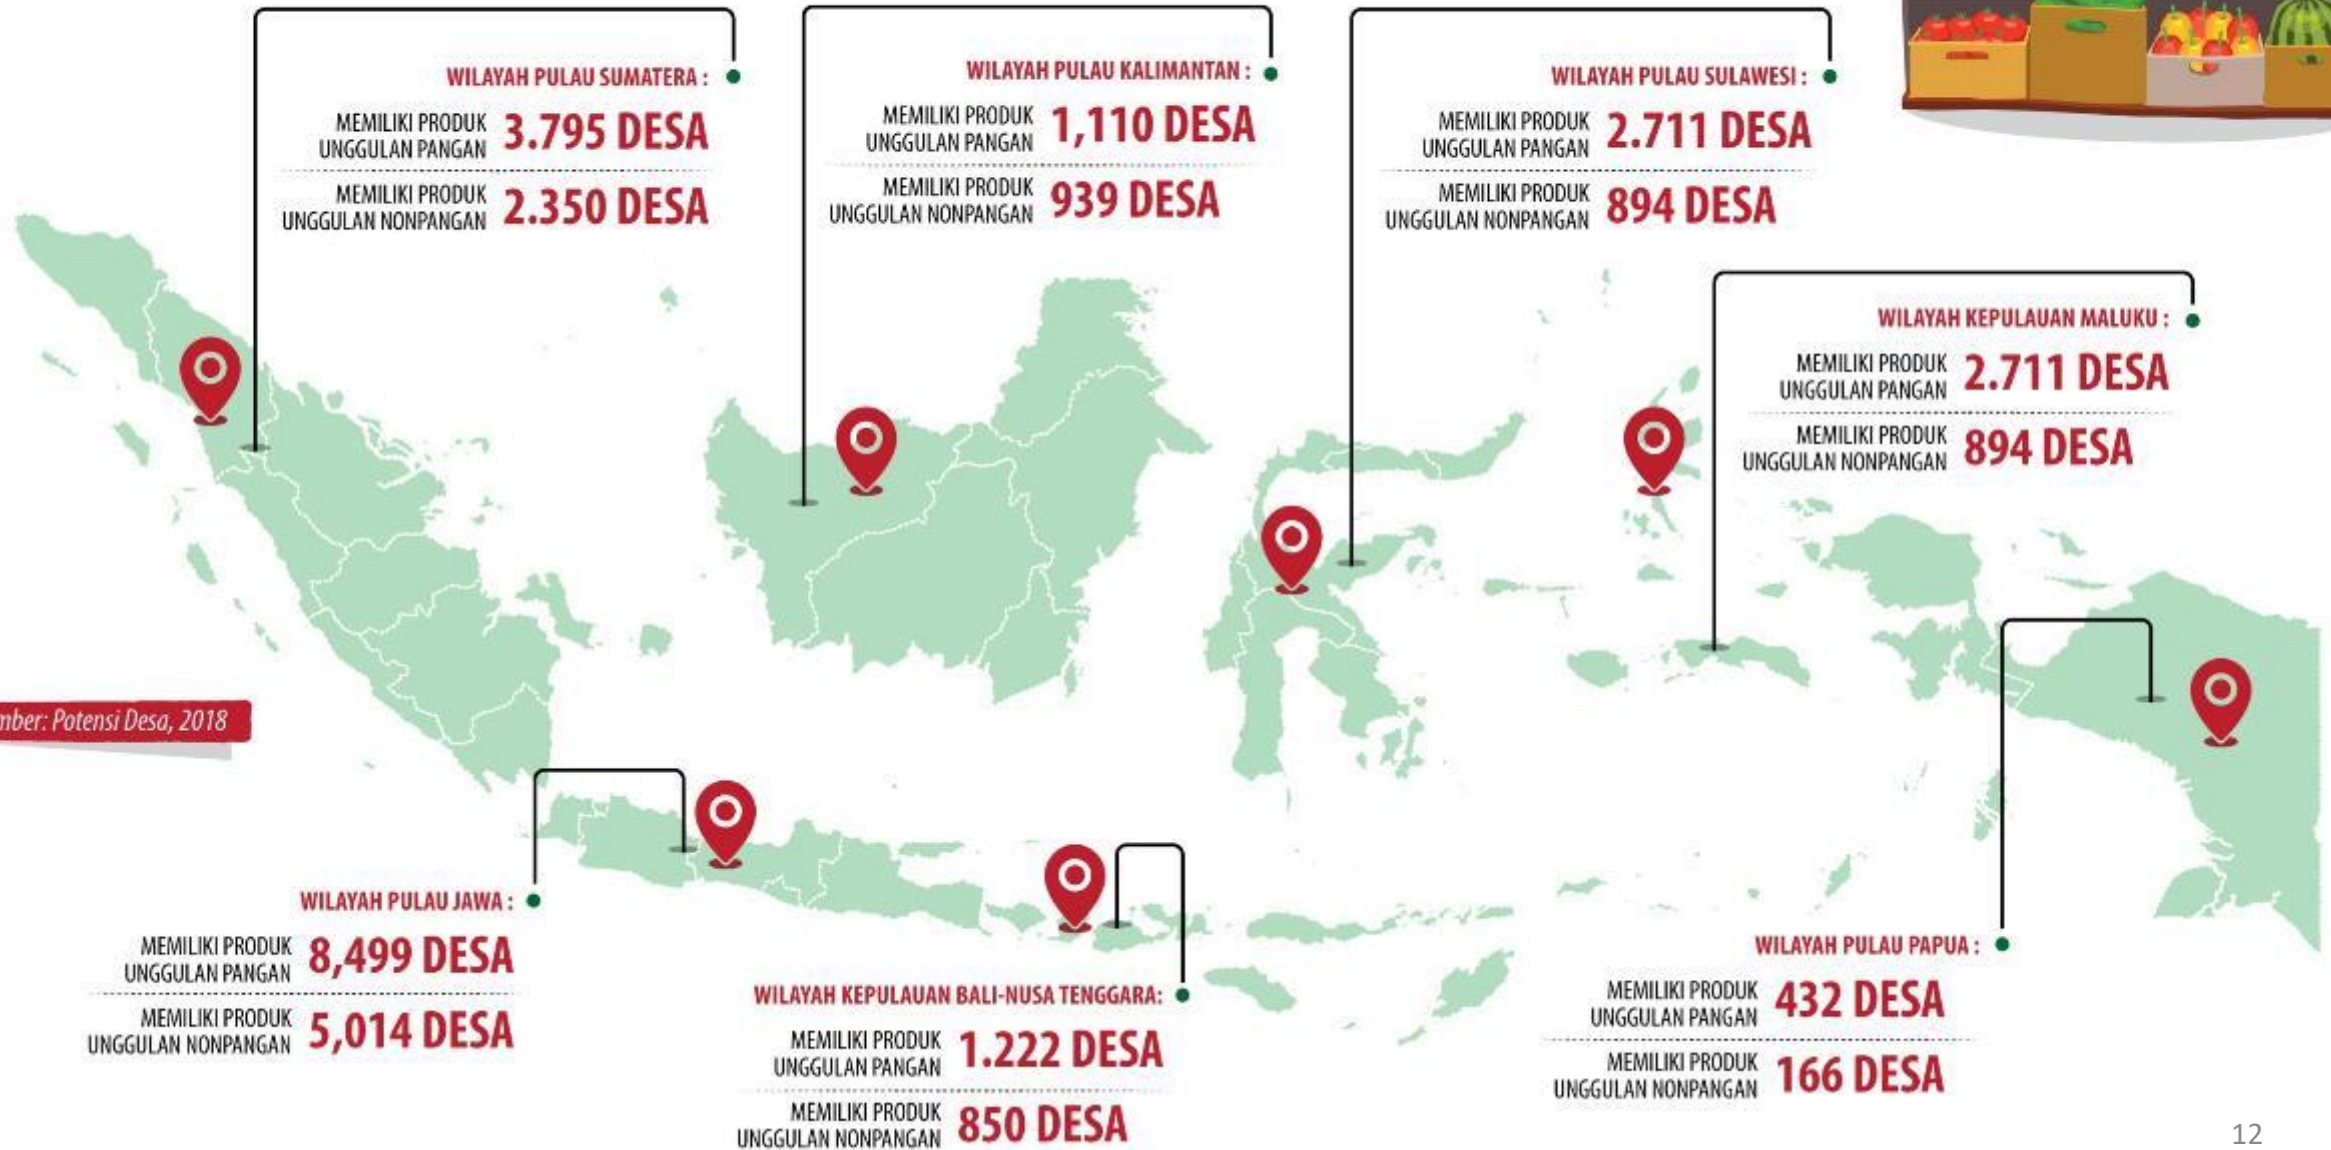 WILAYAH PULAU SUMATERA :
MEMILIKI PRODUK
UNGGULAN PANGAN
3.795 DESA
MEMILIKI PRODUK
UNGGULAN NONPANGAN
2.350 DESA
WILAYAH PULAU KALIMANTAN :
MEMILIKI PRODUK
UNGGULAN PANGAN
1,110 DESA
MEMILIKI PRODUK
UNGGULAN NONPANGAN
939 DESA
WILAYAH PULAU SULAWESI :
MEMILIKI PRODUK
UNGGULAN PANGAN
2.711 DESA
MEMILIKI PRODUK
UNGGULAN NONPANGAN
894 DESA
WILAYAH KEPULAUAN MALUKU :
MEMILIKI PRODUK
UNGGULAN PANGAN
2.711 DESA
MEMILIKI PRODUK
UNGGULAN NONPANGAN
894 DESA
mber: Potensi Desa, 2018
WILAYAH PULAU JAWA :
MEMILIKI PRODUK
UNGGULAN PANGAN
8,499 DESA
MEMILIKI PRODUK
UNGGULAN NONPANGAN
5,014 DESA
WILAYAH KEPULAUAN BALI-NUSA TENGGARA:
MEMILIKI PRODUK
UNGGULAN PANGAN
1.222 DESA
MEMILIKI PRODUK
UNGGULAN NONPANGAN
850 DESA
WILAYAH PULAU PAPUA :
MEMILIKI PRODUK
UNGGULAN PANGAN
432 DESA
MEMILIKI PRODUK
UNGGULAN NONPANGAN
166 DESA
12